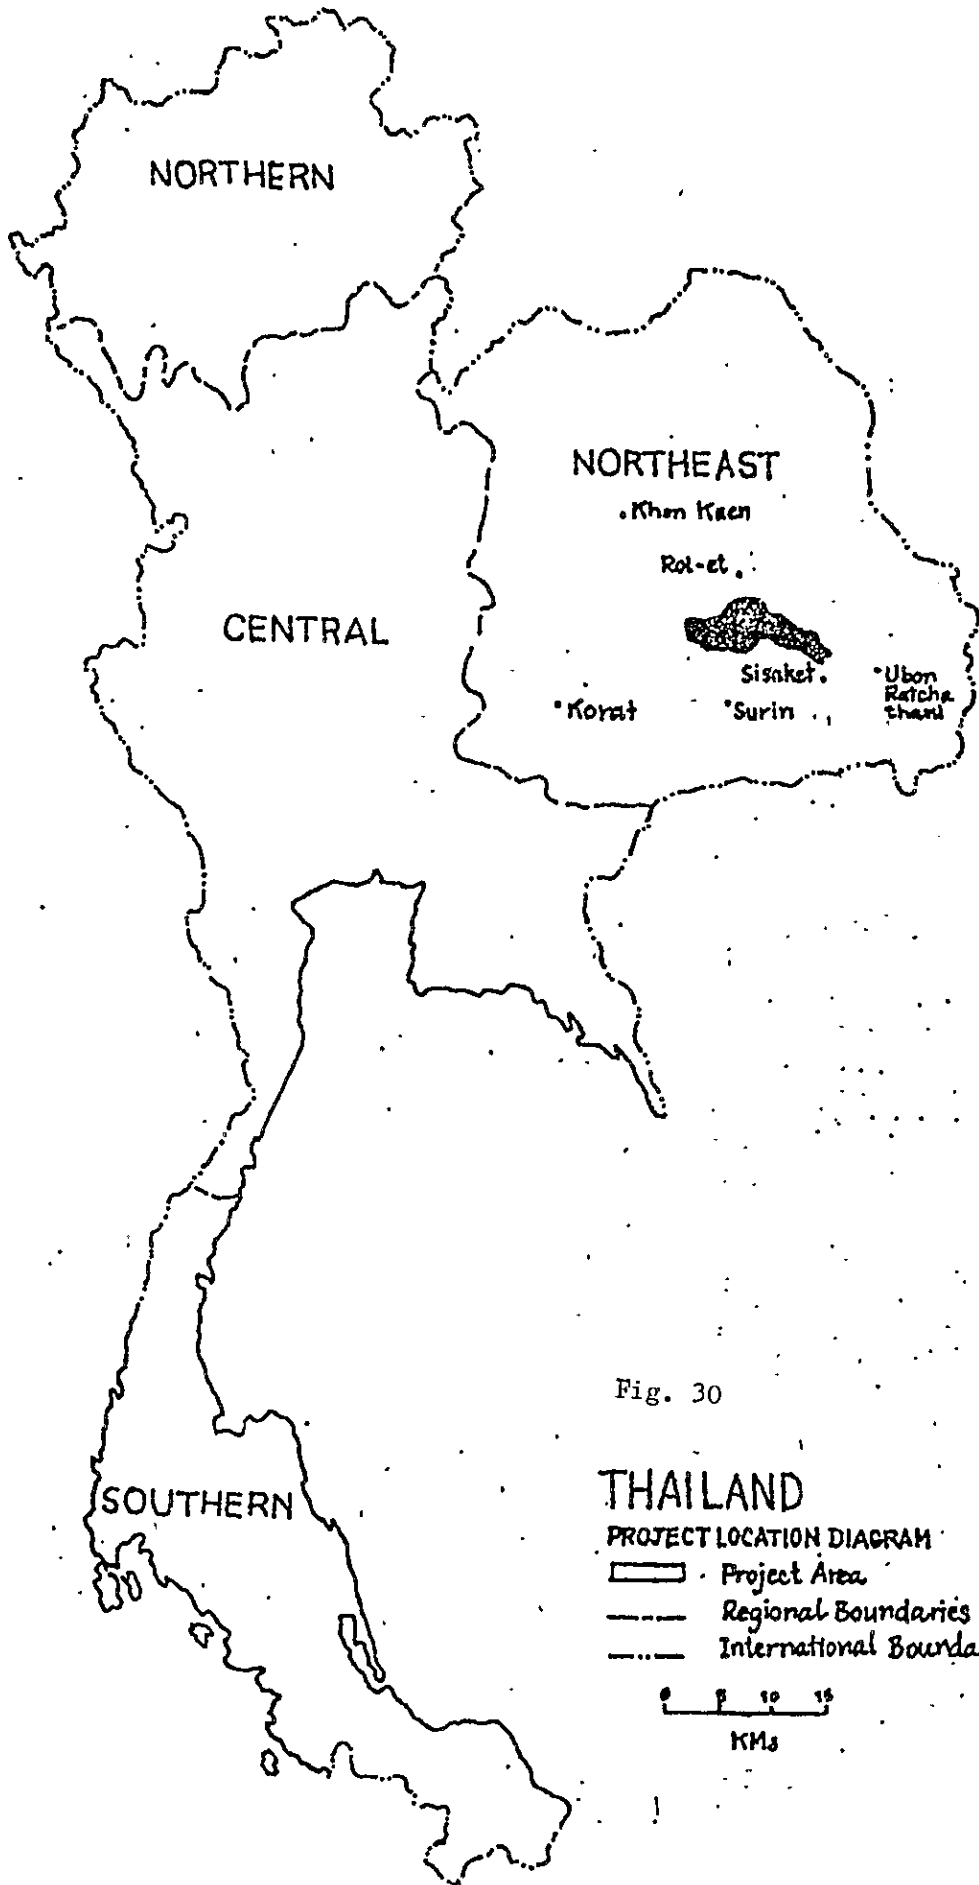 NORTHERN
NORTHEAST
Khon Kaen
Roi-et
CENTRAL
Sisaket
Ubon
Ratcha
thani
Korat
Surin
Fig. 30
SOUTHERN
THAILAND
PROJECT LOCATION DIAGRAM
Project Area
Regional Boundaries
International Bounda
0 5 10 15
KMs